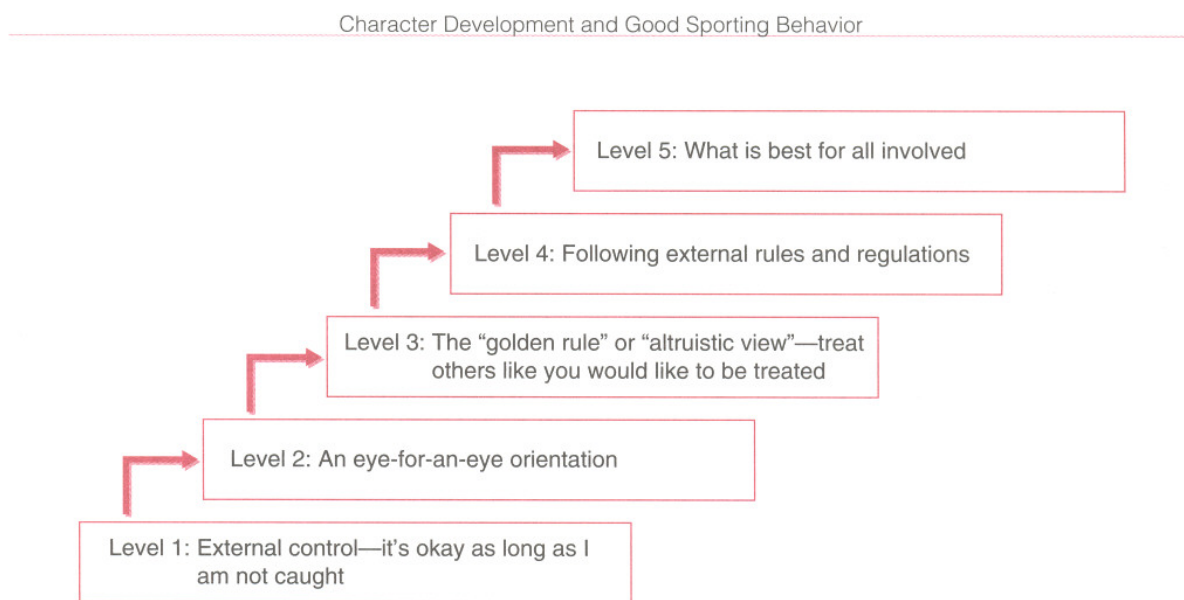 Character Development and Good Sporting Behavior
Level 5: What is best for all involved
Level 4: Following external rules and regulations
Level 3: The “golden rule” or “altruistic view”—treat
others like you would like to be treated
Level 2: An eye-for-an-eye orientation
Level 1: External control—it’s okay as long as I
am not caught